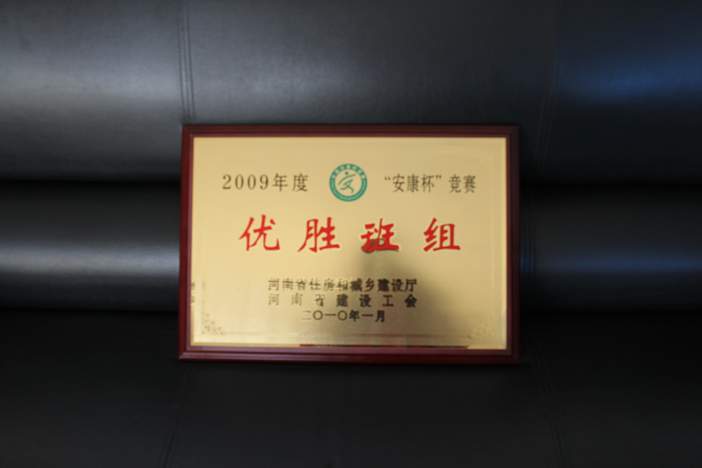 2009年度 “安康杯”竞赛
优胜班组
河南省住房和城乡建设厅
河南省建设工会
二〇一〇年一月